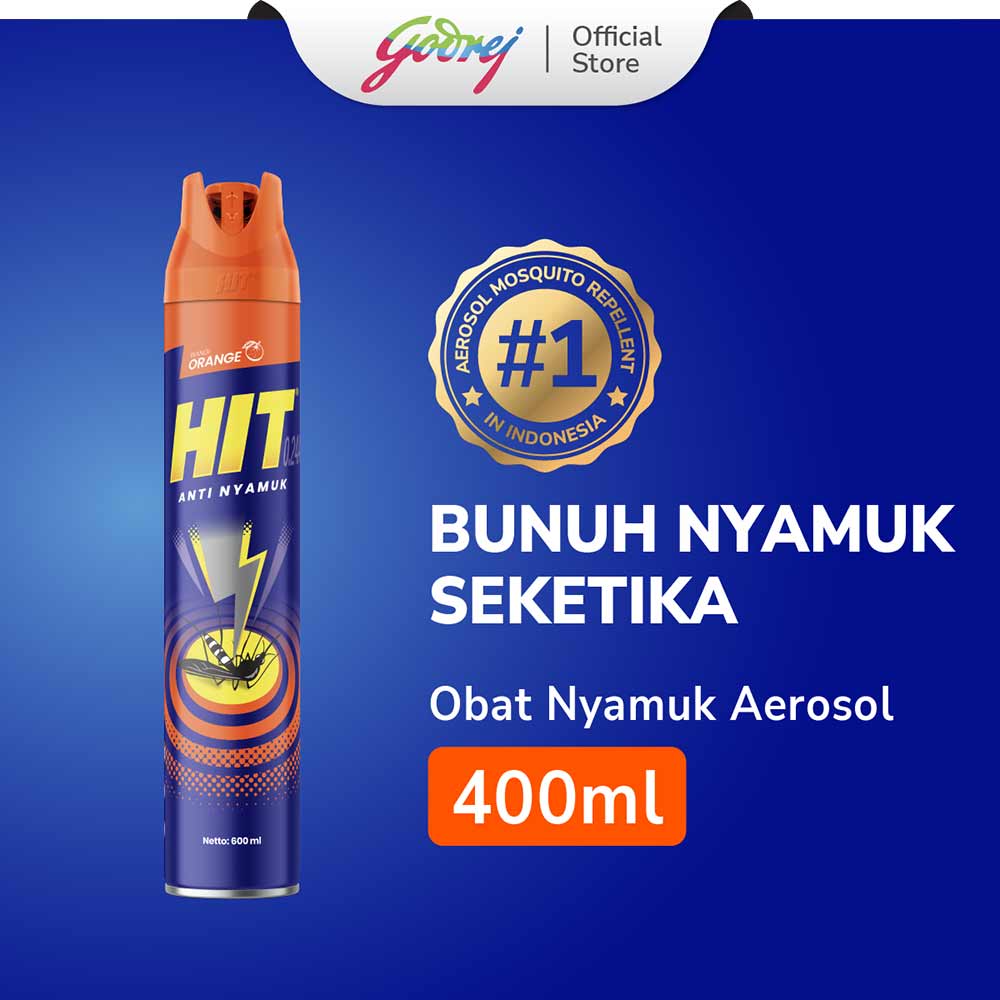 Godrej
Official
Store
AEROSOL MOSQUITO REPELLENT
#1
IN INDONESIA
BUNUH NYAMUK
SEKETIKA
Obat Nyamuk Aerosol
400ml
HIT
ORANGE
HIT
ANTI NYAMUK
Netto: 600 ml